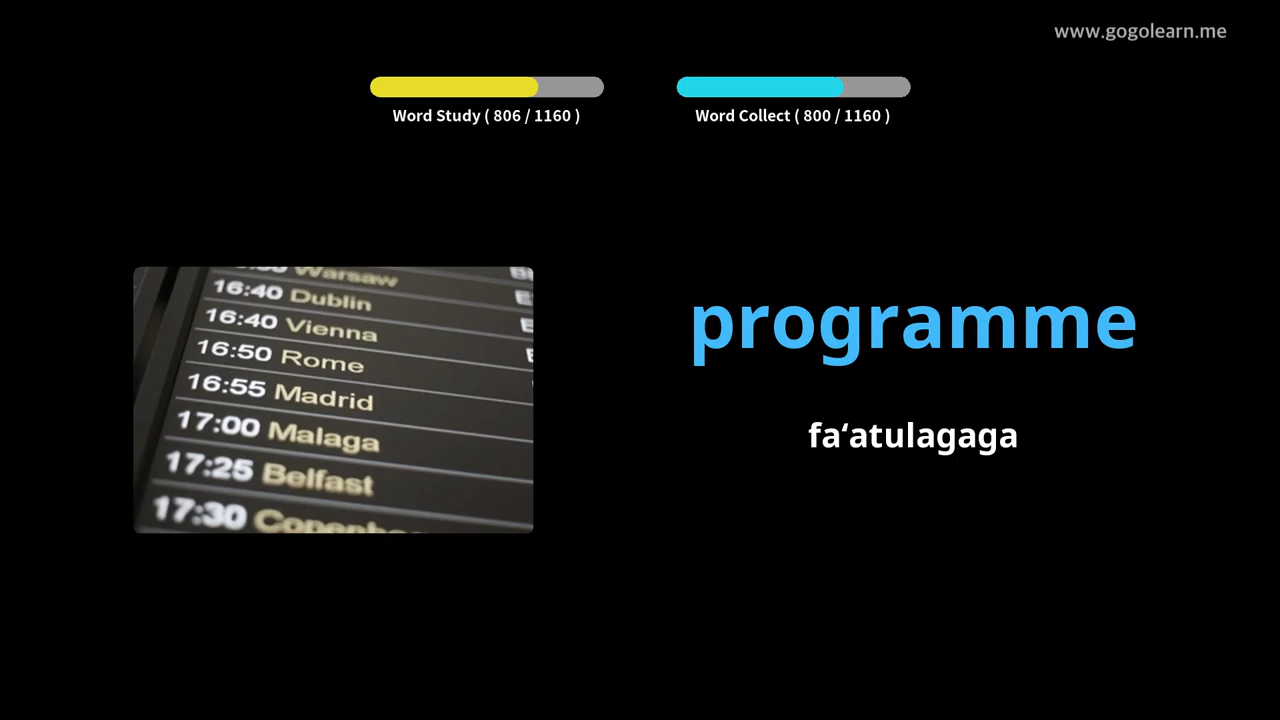 www.gogolearn.me
Word Study ( 806 / 1160 )
Word Collect ( 800 / 1160 )
Warsaw
16:40 Dublin
16:40 Vienna
16:50 Rome
16:55 Madrid
17:00 Malaga
17:25 Belfast
17:30
programme
faʻatulagaga